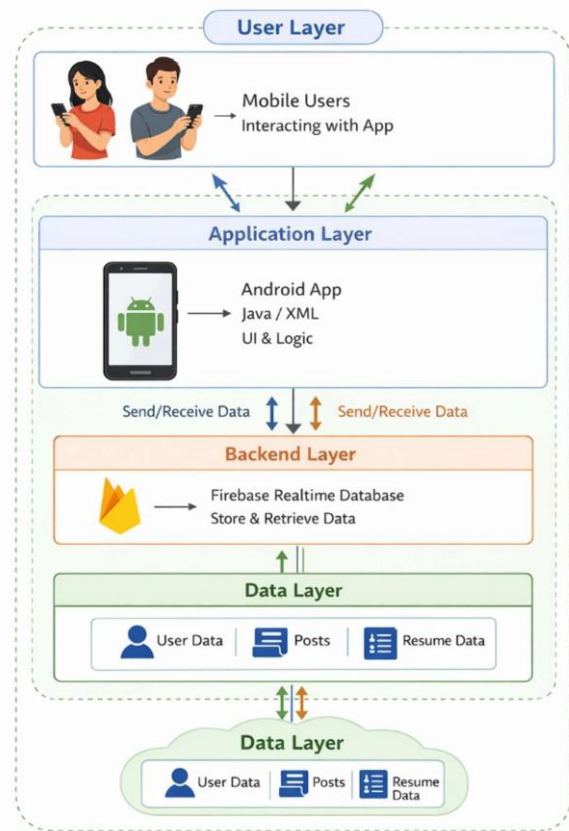 User Layer
Mobile Users
Interacting with App
Application Layer
Android App
Java / XML
UI & Logic
Send/Receive Data
Send/Receive Data
Backend Layer
Firebase Realtime Database
Store & Retrieve Data
Data Layer
User Data
Posts
Resume Data
Data Layer
User Data
Posts
Resume
Data